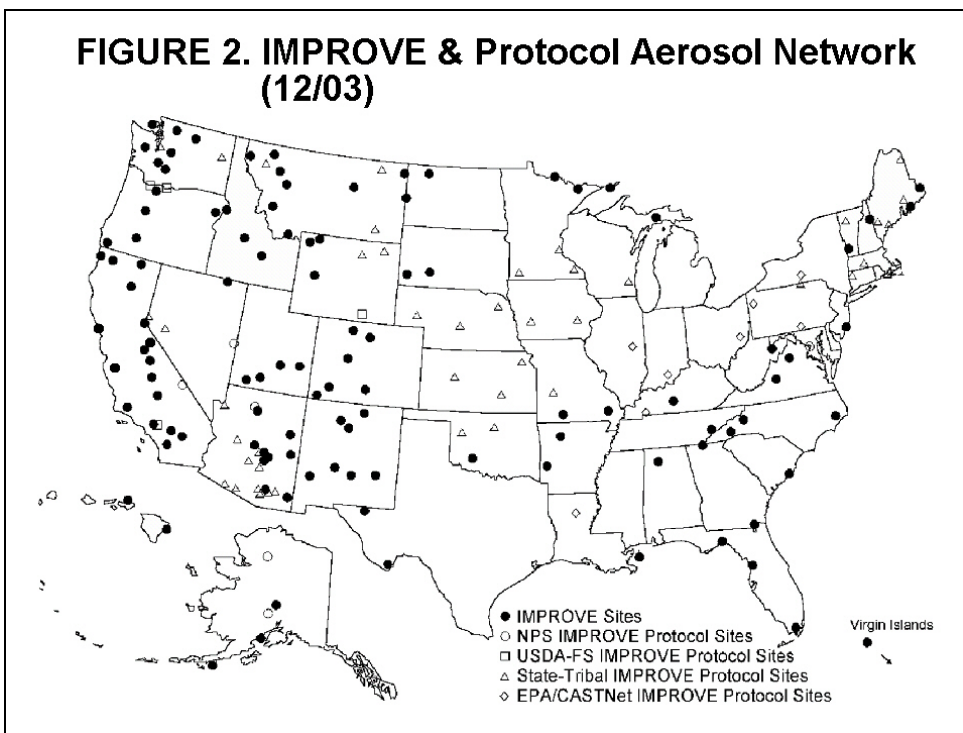 FIGURE 2. IMPROVE & Protocol Aerosol Network
(12/03)
IMPROVE Sites
NPS IMPROVE Protocol Sites
USDA-FS IMPROVE Protocol Sites
State-Tribal IMPROVE Protocol Sites
EPA/CASTNet IMPROVE Protocol Sites
Virgin Islands